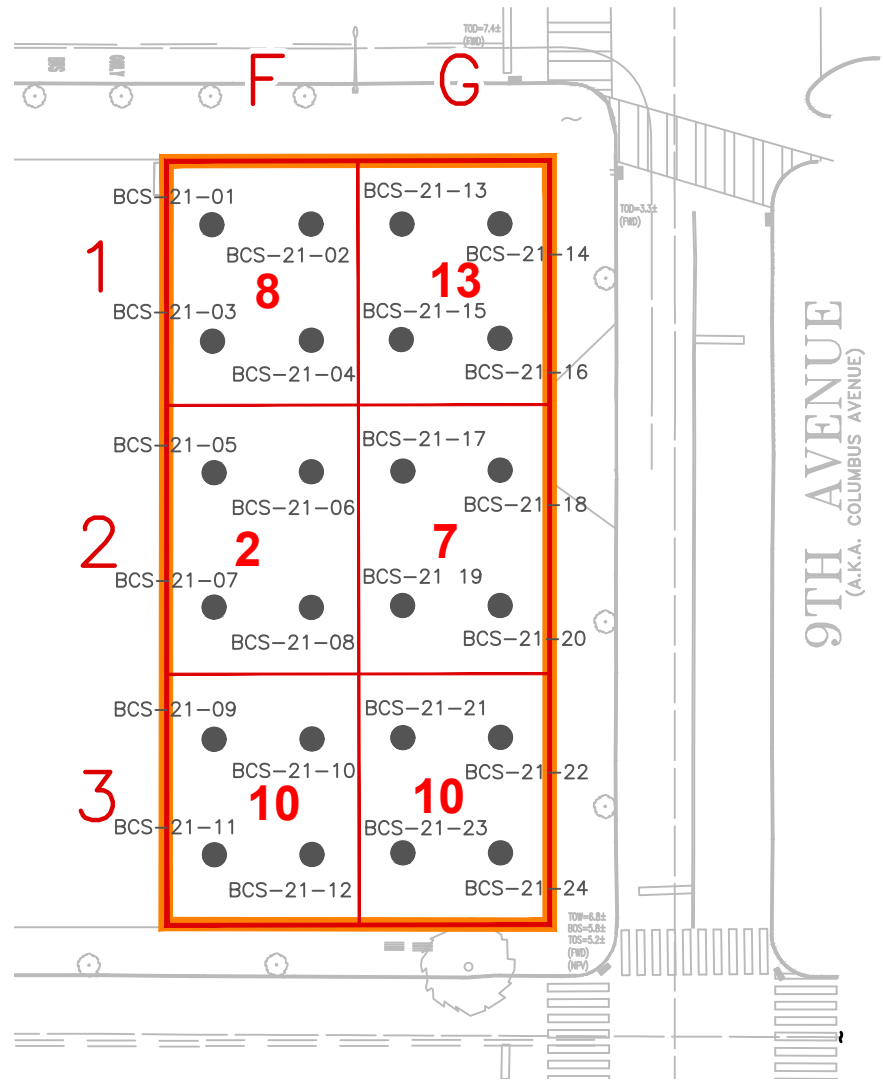 TOD=7.4±
(FWD)
BUS
ONLY
F
G
BCS-21-01
BCS-21-13
TOD=3.3±
(FWD)
BCS-21-02
BCS-21-14
1
8
13
BCS-21-03
BCS-21-15
BCS-21-04
BCS-21-16
9TH AVENUE
(A.K.A. COLUMBUS AVENUE)
BCS-21-05
BCS-21-17
BCS-21-06
BCS-21-18
2
2
7
BCS-21-07
BCS-21 19
BCS-21-08
BCS-21-20
BCS-21-09
BCS-21-21
BCS-21-10
BCS-21-22
3
10
10
BCS-21-11
BCS-21-23
BCS-21-12
BCS-21-24
TOW=6.8±
BOS=5.8±
TOS=5.2±
(FWD)
(NPV)